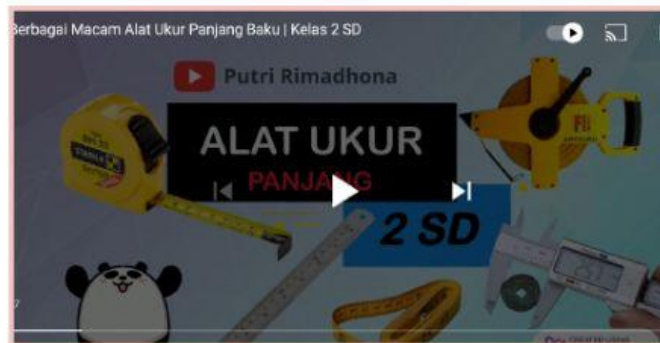 Berbagai Macam Alat Ukur Panjang Baku | Kelas 2 SD
Putri Rimadhona
ALAT UKUR
PANJANG
2 SD